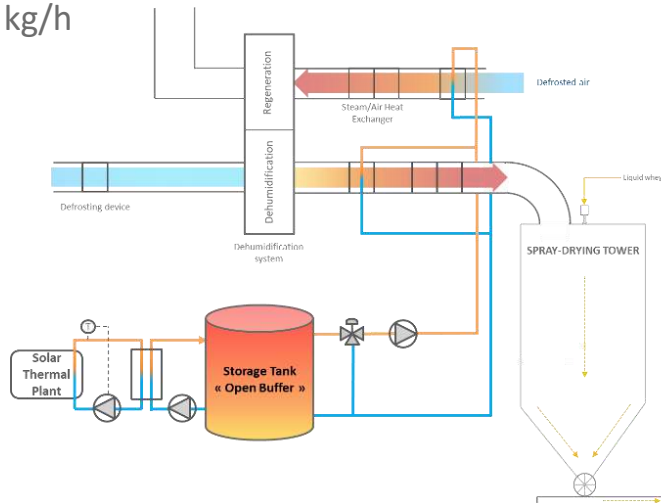 kg/h
Regeneration
Defrosted air
Steam/Air Heat
Exchanger
Dehumidification
Defrosting device
Dehumidification
system
Liquid whey
SPRAY-DRYING TOWER
T
Solar
Thermal
Plant
Storage Tank
« Open Buffer »